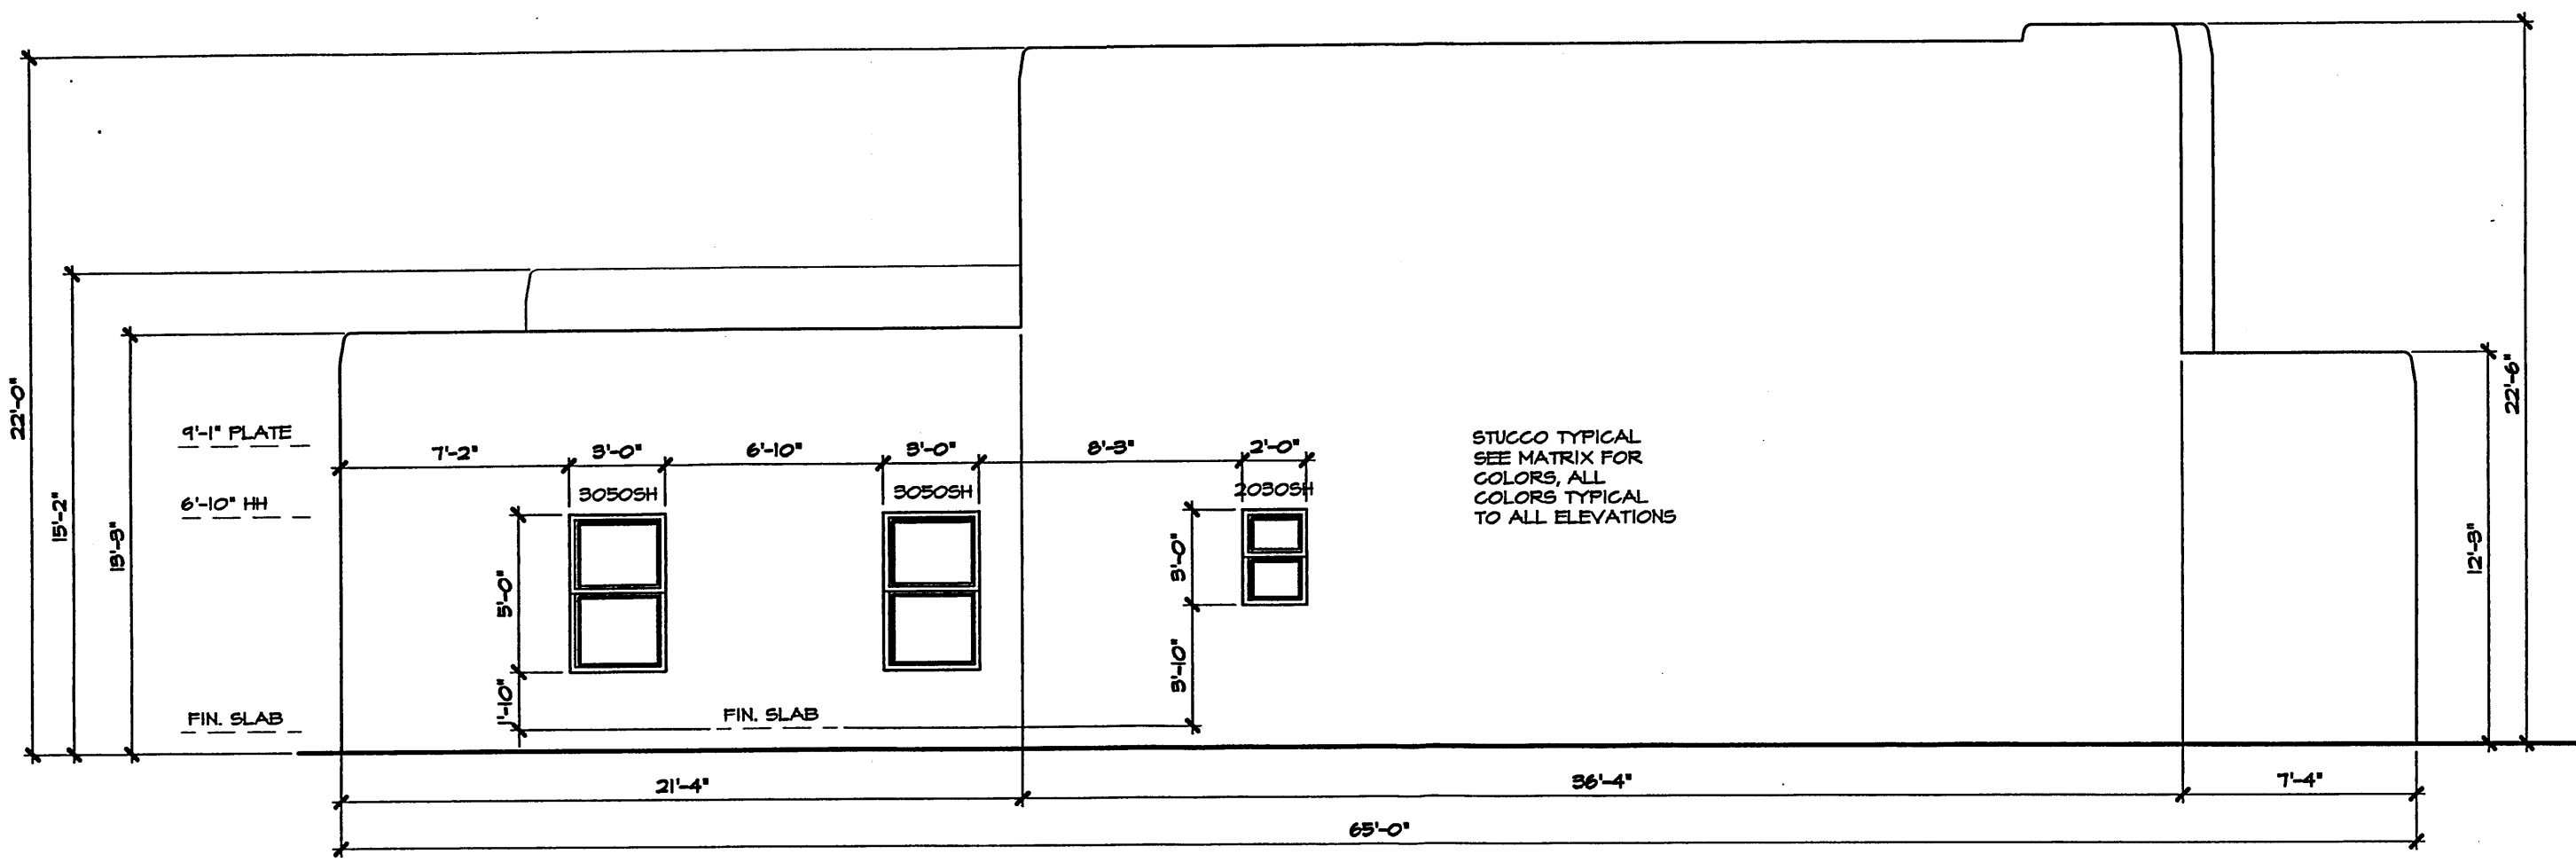 22'-0"
15'-2"
13'-3"
9'-1" PLATE
6'-10" HH
FIN. SLAB
7'-2"
3'-0"
6'-10"
3'-0"
8'-3"
2'-0"
3050SH
3050SH
2030SH
5'-0"
1'-10"
FIN. SLAB
3'-0"
3'-10"
STUCCO TYPICAL
SEE MATRIX FOR
COLORS, ALL
COLORS TYPICAL
TO ALL ELEVATIONS
12'-3"
22'-6"
21'-4"
36'-4"
7'-4"
65'-0"